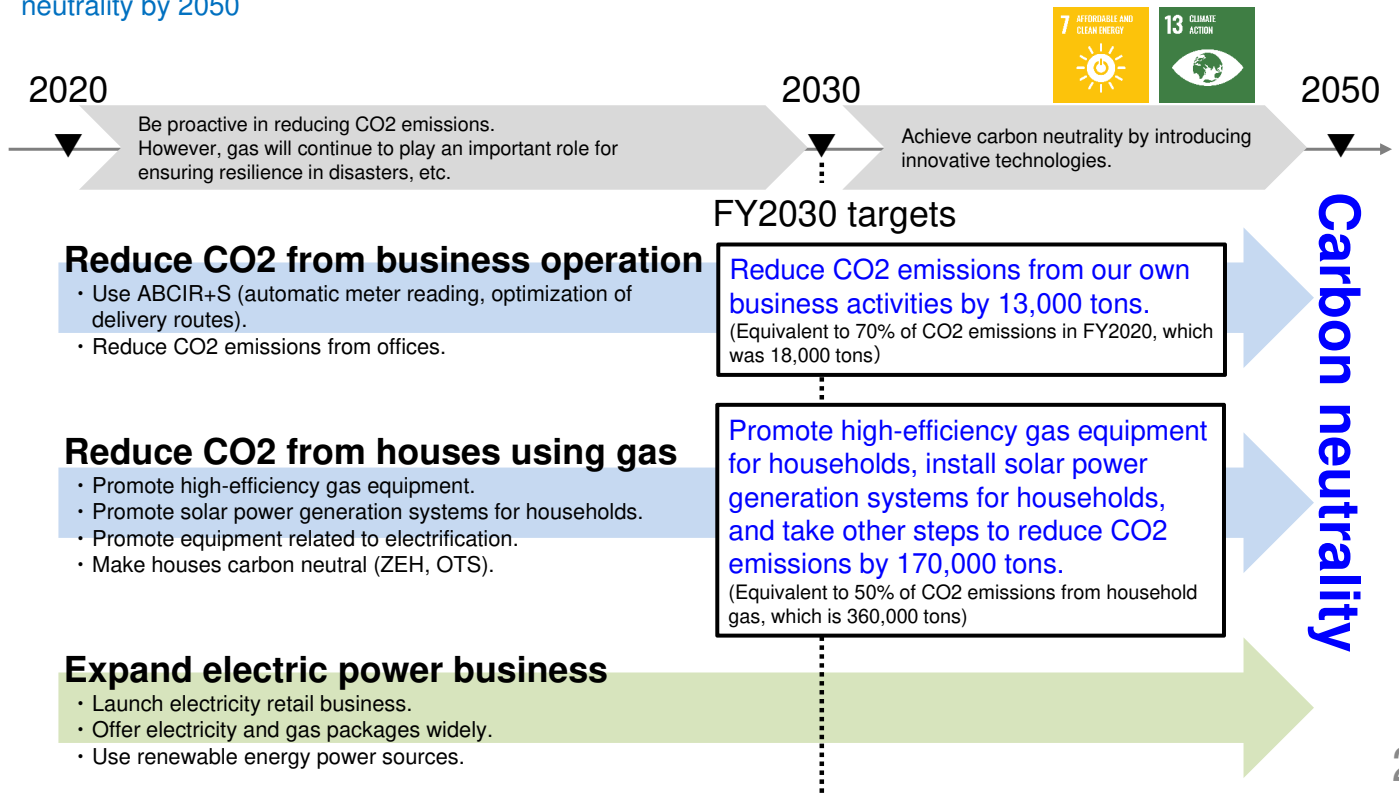 neutrality by 2050
7 AFFORDABLE AND
CLEAN ENERGY
13 CLIMATE
ACTION
2020
2030
2050
Be proactive in reducing CO2 emissions.
However, gas will continue to play an important role for
ensuring resilience in disasters, etc.
Achieve carbon neutrality by introducing
innovative technologies.
FY2030 targets
Reduce CO2 from business operation
・Use ABCIR+S (automatic meter reading, optimization of
delivery routes).
・Reduce CO2 emissions from offices.
Reduce CO2 emissions from our own
business activities by 13,000 tons.
(Equivalent to 70% of CO2 emissions in FY2020, which
was 18,000 tons）
Reduce CO2 from houses using gas
・Promote high-efficiency gas equipment.
・Promote solar power generation systems for households.
・Promote equipment related to electrification.
・Make houses carbon neutral (ZEH, OTS).
Promote high-efficiency gas equipment
for households, install solar power
generation systems for households,
and take other steps to reduce CO2
emissions by 170,000 tons.
(Equivalent to 50% of CO2 emissions from household
gas, which is 360,000 tons)
Expand electric power business
・Launch electricity retail business.
・Offer electricity and gas packages widely.
・Use renewable energy power sources.
Carbon neutrality